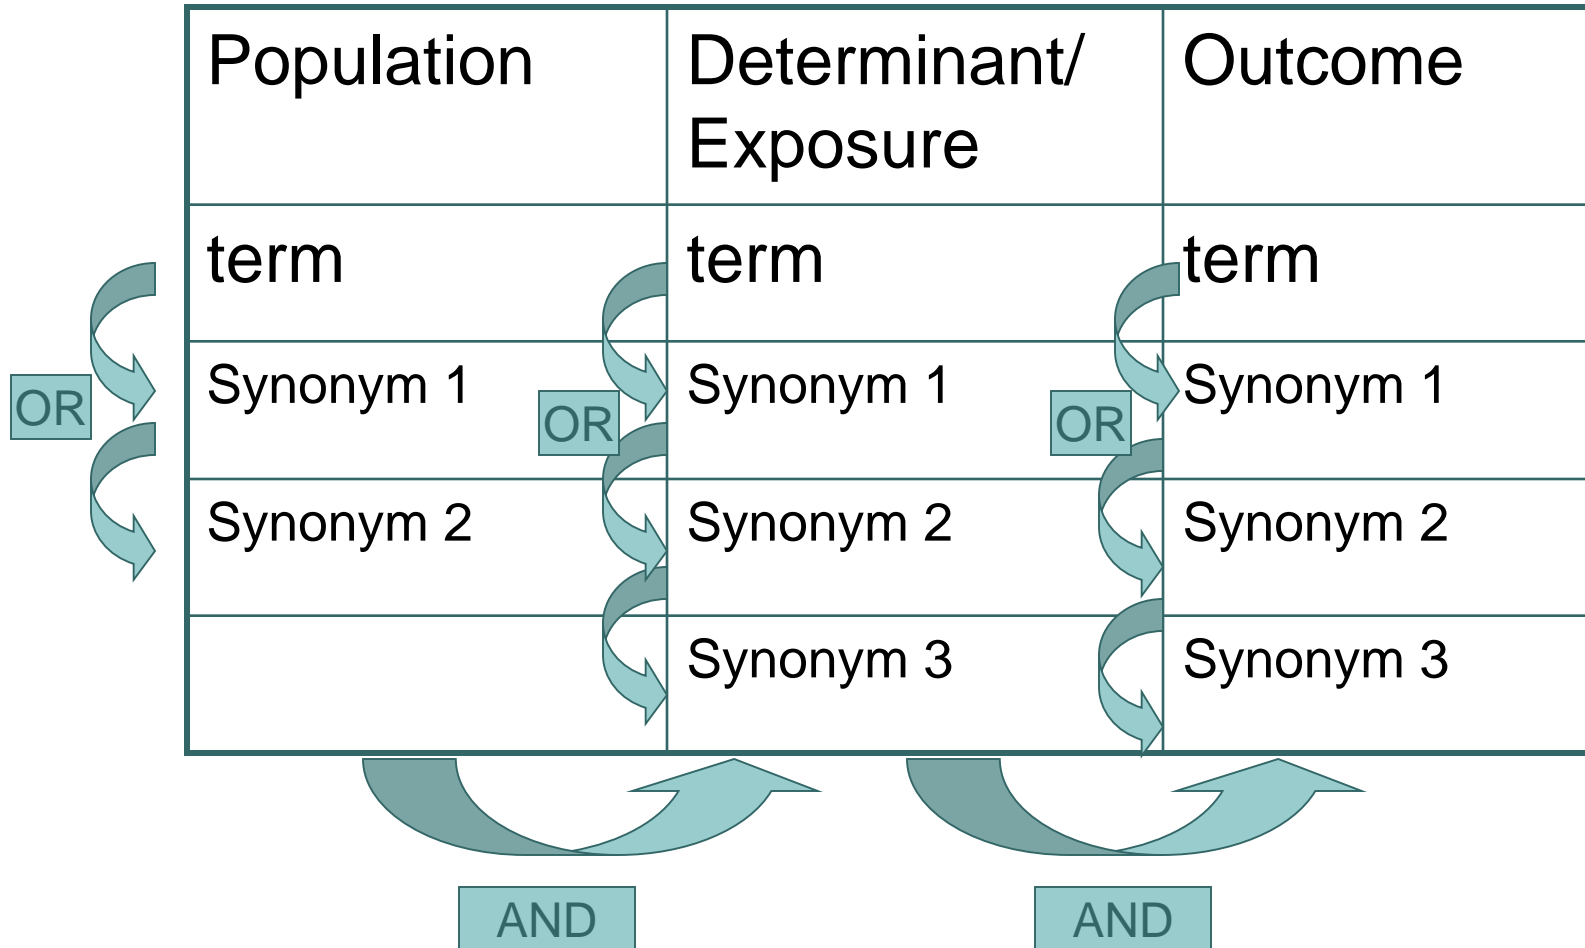 Population Determinant/ Outcome
Exposure
term term term
OR Synonym 1 OR Synonym 1 OR Synonym 1
Synonym 2 Synonym 2 Synonym 2
Synonym 3 Synonym 3
AND AND